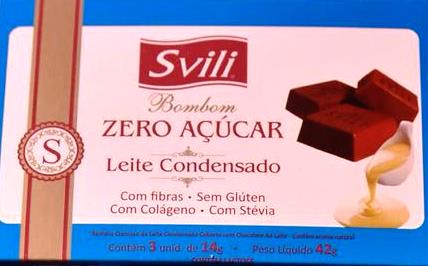 Svili
Bombom
ZERO AÇÚCAR
Leite Condensado
S
Com fibras • Sem Glúten
Com Colágeno • Com Stévia
Contém 3 unid. de 14g - Peso Líquido 42g